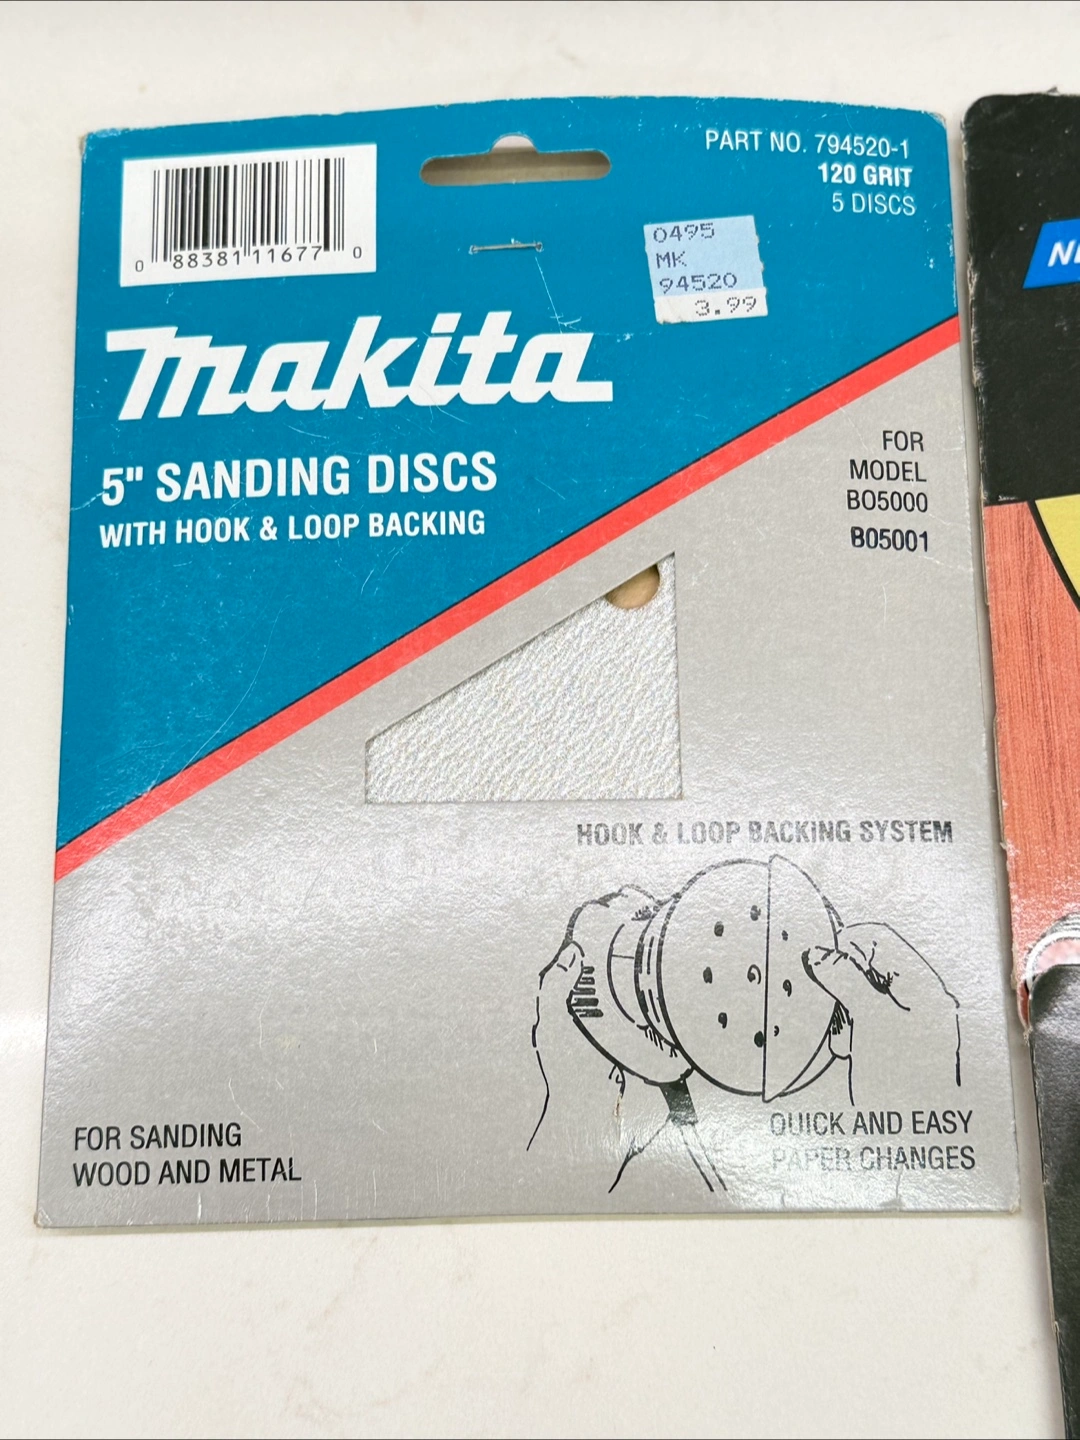 PART NO. 794520-1
120 GRIT
5 DISCS
0 88381 11677 0
0495
MK
94520
3.99
makita
5" SANDING DISCS
WITH HOOK & LOOP BACKING
FOR
MODEL
BO5000
BO5001
HOOK & LOOP BACKING SYSTEM
QUICK AND EASY
PAPER CHANGES
FOR SANDING
WOOD AND METAL